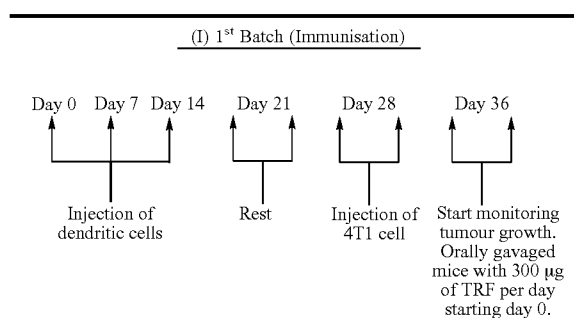 (I) 1st Batch (Immunisation)
Day 0 Day 7 Day 14 Day 21 Day 28 Day 36
Injection of
dendritic cells
Rest
Injection of
4T1 cell
Start monitoring
tumour growth.
Orally gavaged
mice with 300 µg
of TRF per day
starting day 0.